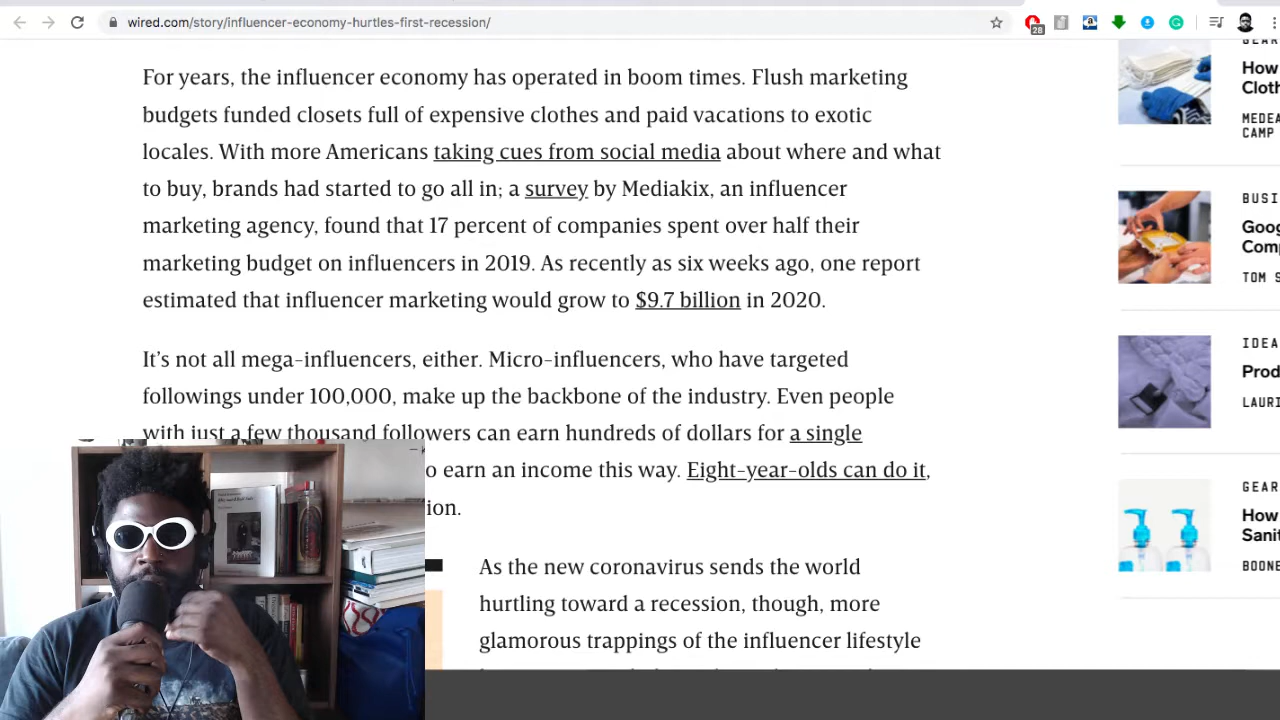 wired.com/story/influencer-economy-hurtles-first-recession/
28
For years, the influencer economy has operated in boom times. Flush marketing
budgets funded closets full of expensive clothes and paid vacations to exotic
locales. With more Americans taking cues from social media about where and what
to buy, brands had started to go all in; a survey by Mediakix, an influencer
marketing agency, found that 17 percent of companies spent over half their
marketing budget on influencers in 2019. As recently as six weeks ago, one report
estimated that influencer marketing would grow to $9.7 billion in 2020.
It's not all mega-influencers, either. Micro-influencers, who have targeted
followings under 100,000, make up the backbone of the industry. Even people
with just a few thousand followers can earn hundreds of dollars for a single
o earn an income this way. Eight-year-olds can do it,
ion.
As the new coronavirus sends the world
hurtling toward a recession, though, more
glamorous trappings of the influencer lifestyle
GEAR
How
Cloth
MEDEA
CAMP
BUSI
Goog
Comp
TOM S
IDEA
Prod
LAURI
GEAR
How
Sanit
BOONE